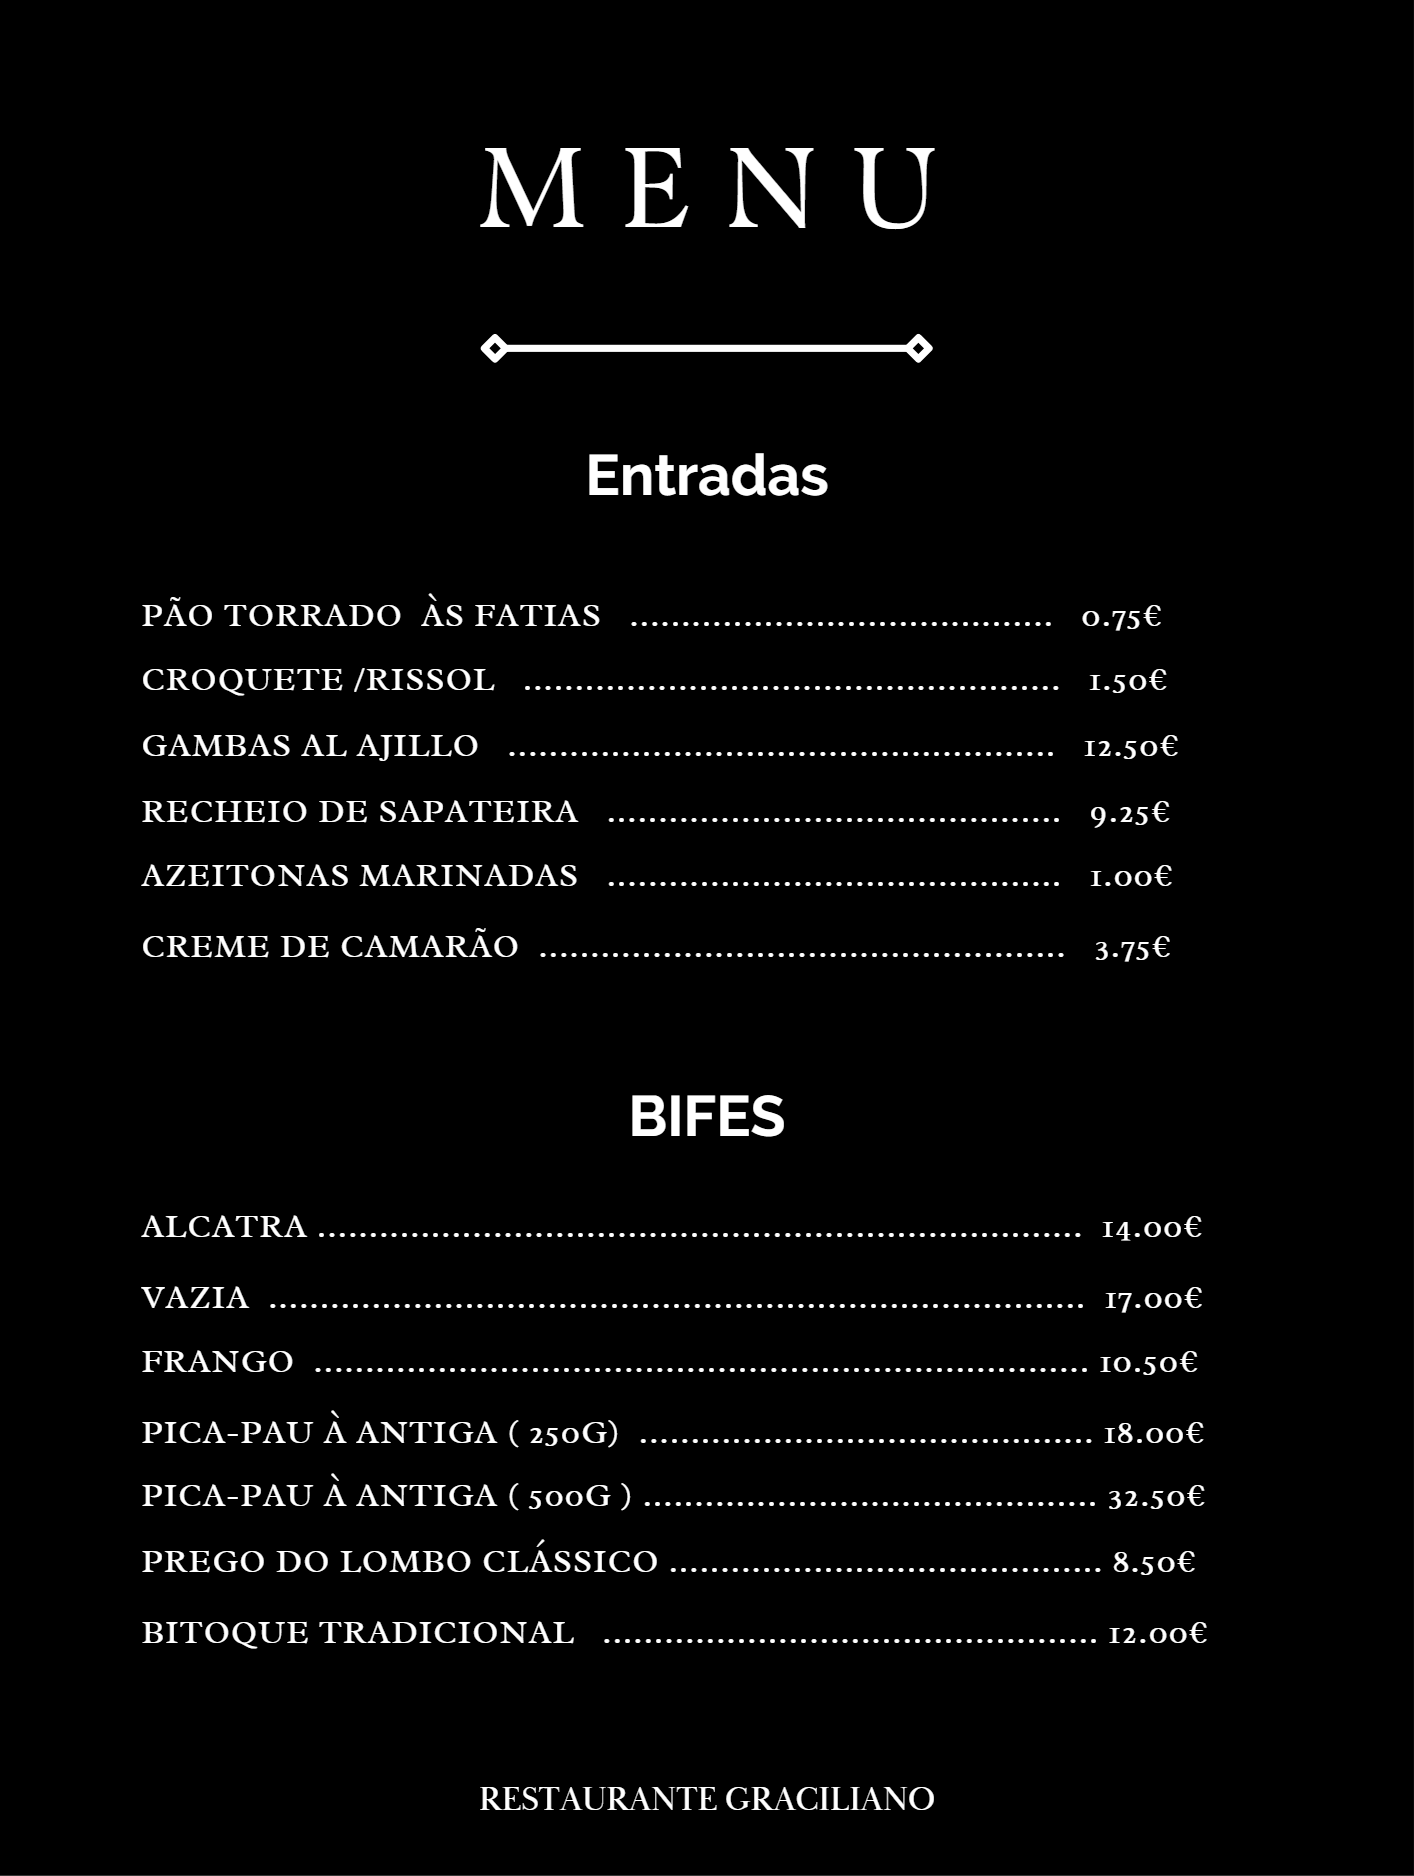 MENU
Entradas
PÃO TORRADO ÀS FATIAS ......................................... 0.75€
CROQUETE /RISSOL .................................................... 1.50€
GAMBAS AL AJILLO ..................................................... 12.50€
RECHEIO DE SAPATEIRA ............................................ 9.25€
AZEITONAS MARINADAS ............................................ 1.00€
CREME DE CAMARÃO ................................................... 3.75€
BIFES
ALCATRA .......................................................................... 14.00€
VAZIA ............................................................................... 17.00€
FRANGO ........................................................................... 10.50€
PICA-PAU À ANTIGA ( 250G) ............................................ 18.00€
PICA-PAU À ANTIGA ( 500G ) ............................................ 32.50€
PREGO DO LOMBO CLÁSSICO .......................................... 8.50€
BITOQUE TRADICIONAL ................................................ 12.00€
RESTAURANTE GRACILIANO